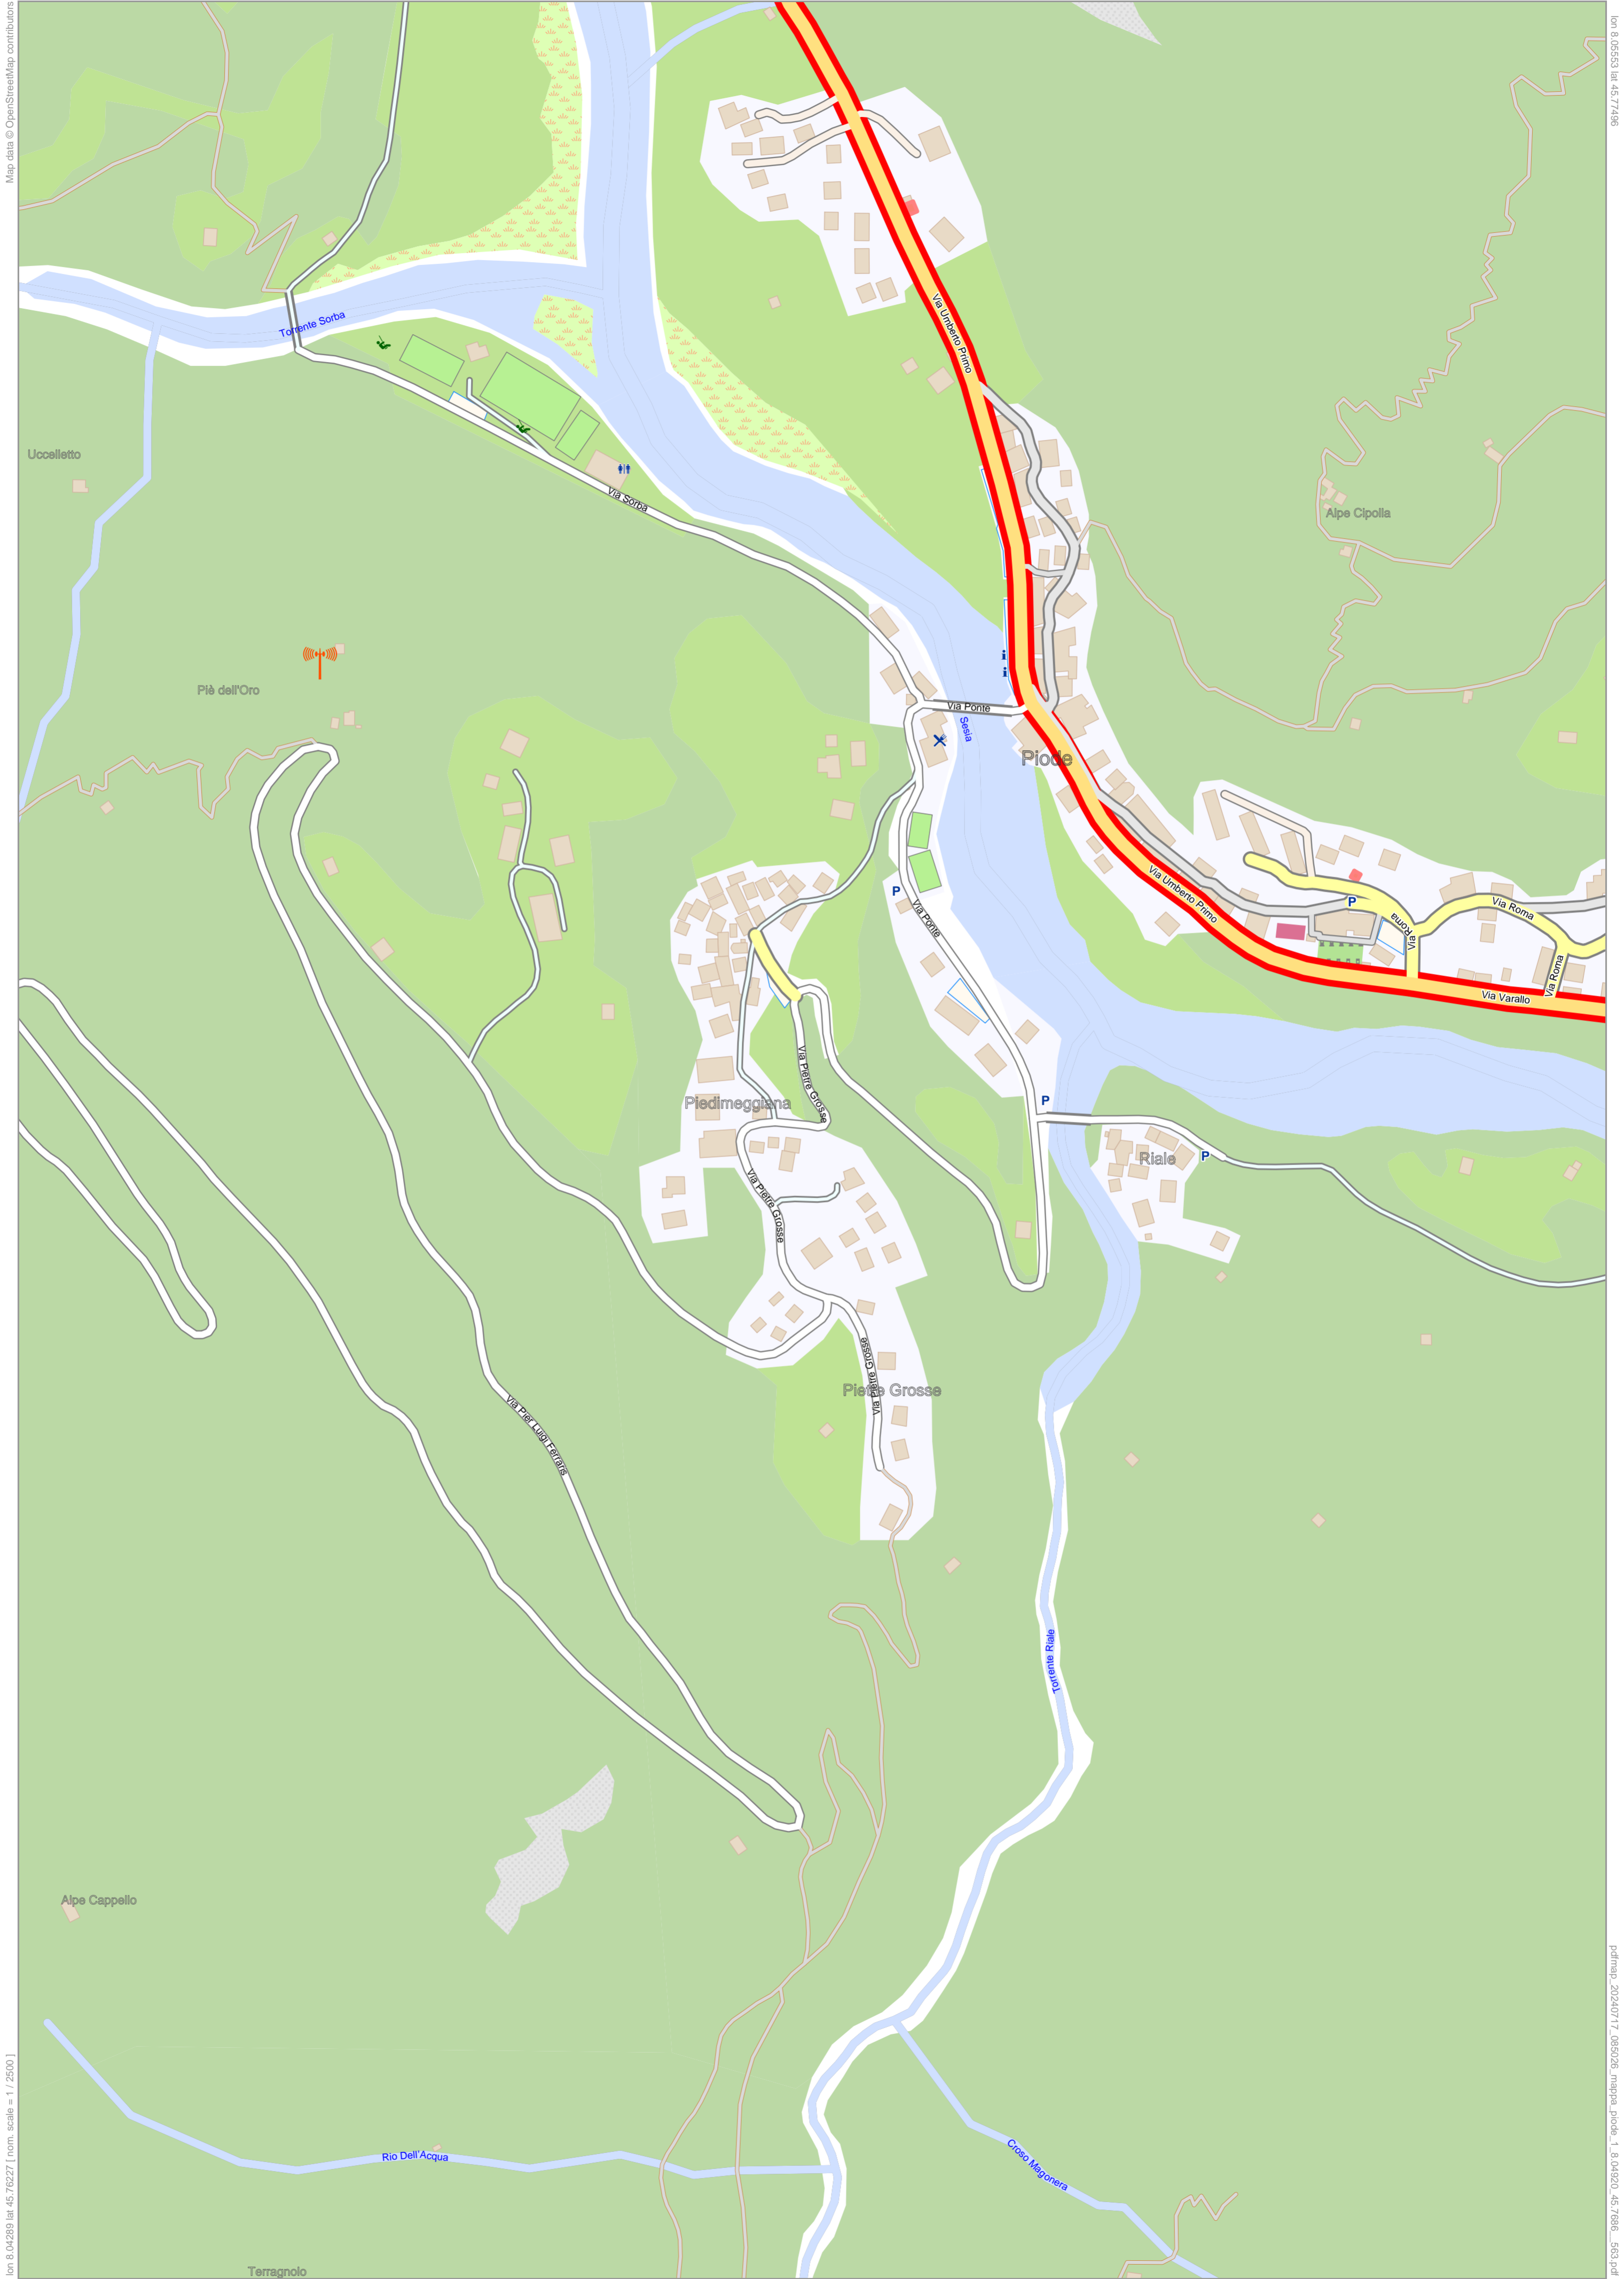 Map data © OpenStreetMap contributors
lon 8.05553 lat 45.77496
Via Umberto Primo
Torrente Sorba
Uccelletto
Via Sorba
Alpe Cipolla
Piè dell'Oro
Via Ponte
Sesia
Piode
Via Umberto Primo
P
P
Via Ponte
Via Roma
Via Roma
Via Roma
Via Varallo
Via Pietre Grosse
Piedimeggiana
P
Riale
P
Via Pietre Grosse
Via Pietre Grosse
Pietre Grosse
Via Pier Luigi Ferraris
Torrente Riale
Alpe Cappello
Rio Dell'Acqua
Croso Magonera
Terragnolo
lon 8.04289 lat 45.76227 [ nom. scale = 1 / 2500 ]
pdfmap_20240717_085026_mappa_piode_1_8.04920_45.7686__563.pdf